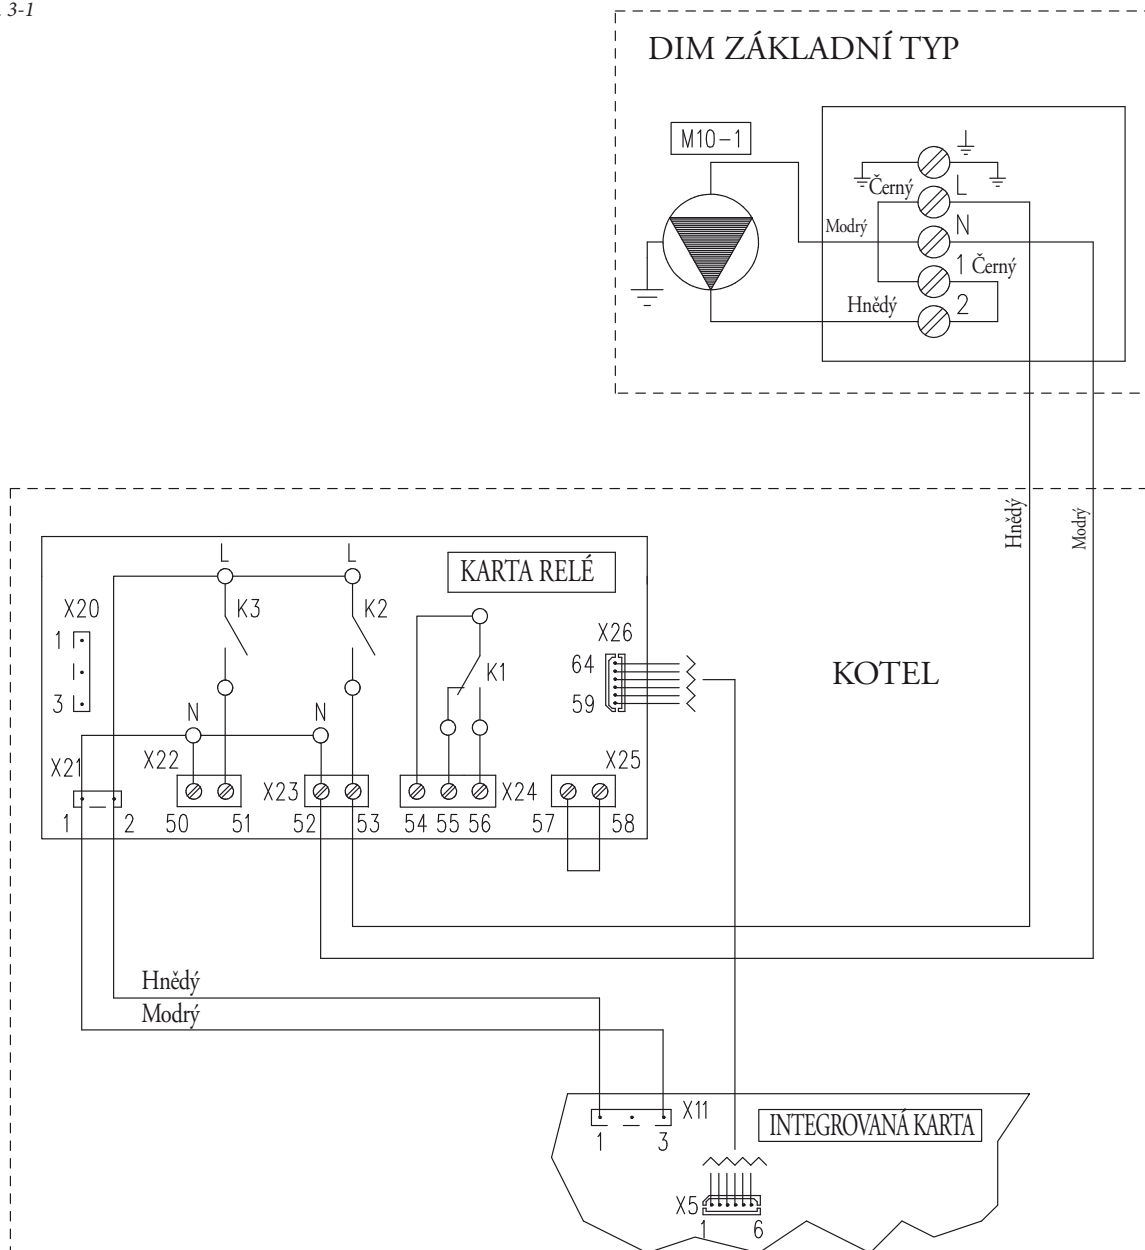 . 3-1
DIM ZÁKLADNÍ TYP
M10-1
Černý
L
Modrý
N
1 Černý
Hnědý
2
Hnědý
Modrý
L
L
KARTA RELÉ
X20
K3
K2
1
X26
K1
64
KOTEL
3
59
N
N
X21
X22
X25
X23
X24
1
2
50
51
52
53
54
55
56
57
58
Hnědý
Modrý
X11
INTEGROVANÁ KARTA
1
3
X5
1
6